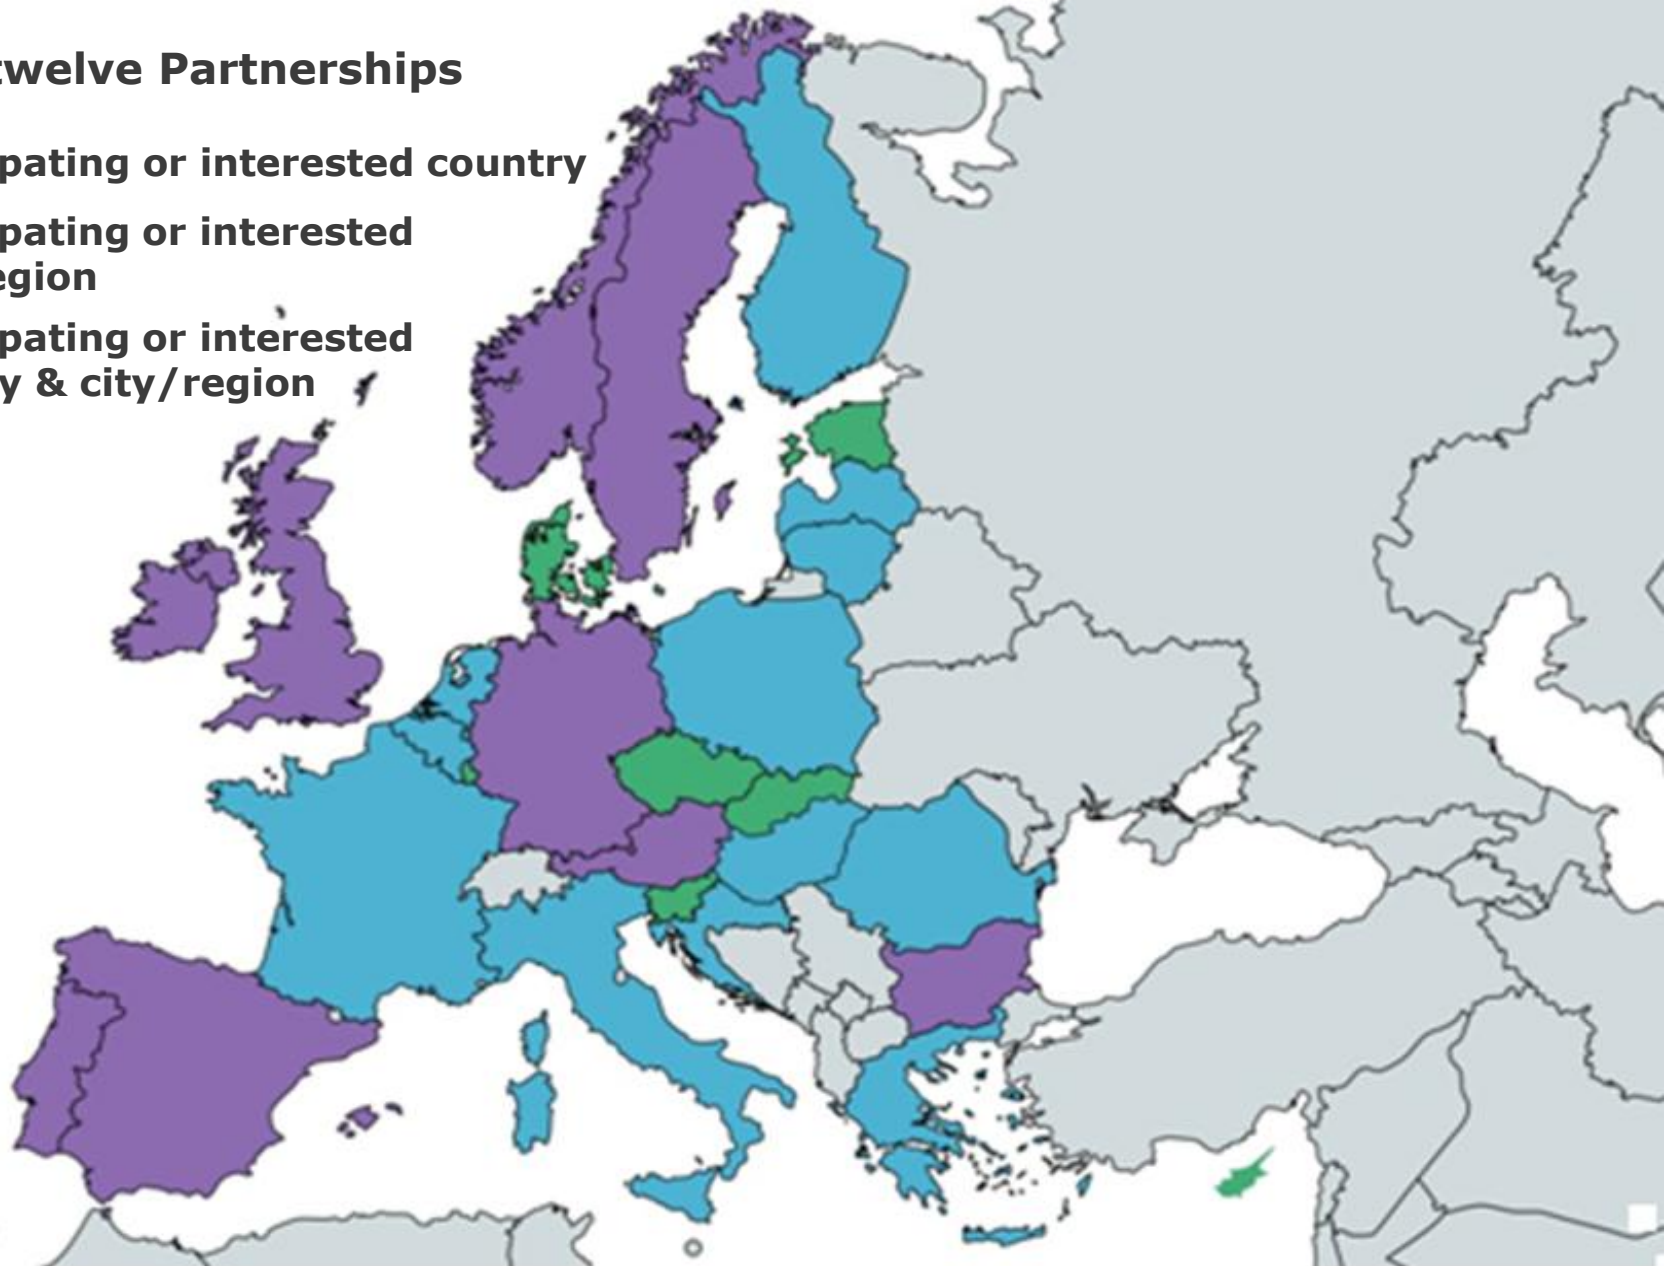 twelve Partnerships
pating or interested country
pating or interested
egion
pating or interested
y & city/region